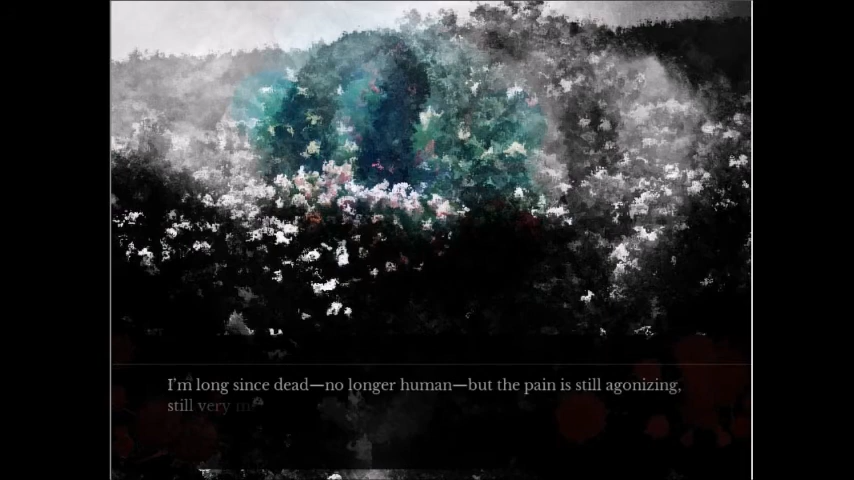 I'm long since dead—no longer human—but the pain is still agonizing,
still very